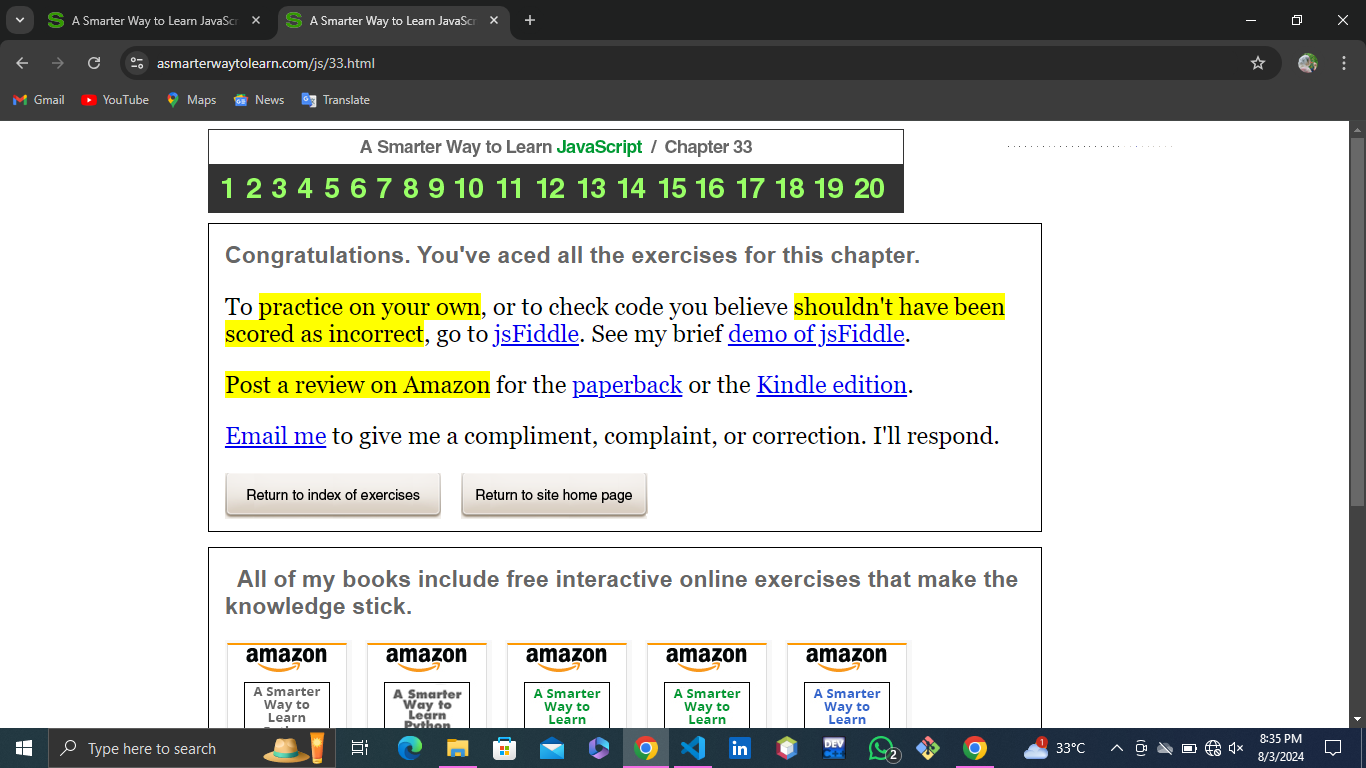 A Smarter Way to Learn JavaSc
A Smarter Way to Learn JavaSc
asmarterwaytolearn.com/js/33.html
Gmail YouTube Maps News Translate
A Smarter Way to Learn JavaScript / Chapter 33
1 2 3 4 5 6 7 8 9 10 11 12 13 14 15 16 17 18 19 20
Congratulations. You've aced all the exercises for this chapter.
To practice on your own, or to check code you believe shouldn't have been
scored as incorrect, go to jsFiddle. See my brief demo of jsFiddle.
Post a review on Amazon for the paperback or the Kindle edition.
Email me to give me a compliment, complaint, or correction. I'll respond.
Return to index of exercises Return to site home page
All of my books include free interactive online exercises that make the
knowledge stick.
amazon amazon amazon amazon amazon
A Smarter A Smarter A Smarter A Smarter A Smarter
Way to Way to Way to Way to Way to
Learn Learn Learn Learn Learn
Python
Type here to search
DEV
2
1
33°C
8:35 PM
8/3/2024